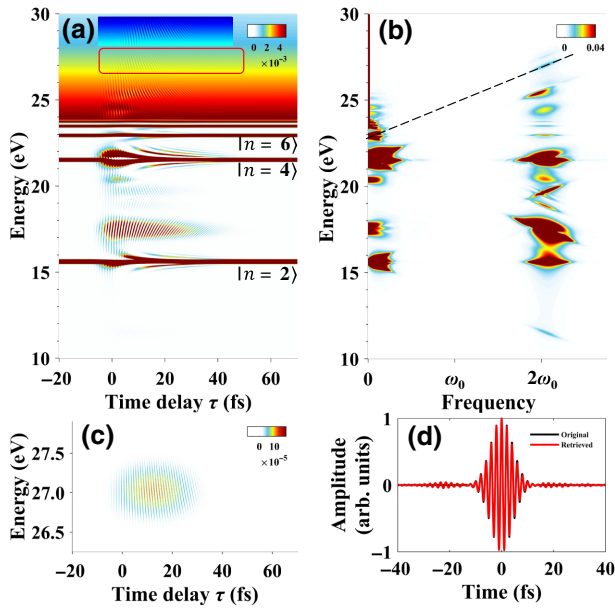 (a)
30
25
20
15
10
Energy (eV)
0 2 4
×10⁻³
|n = 6⟩
|n = 4⟩
|n = 2⟩
−20 0 20 40 60
Time delay τ (fs)
(b)
30
25
20
15
10
Energy (eV)
0 0.04
0 ω₀ 2ω₀
Frequency
(c)
27.4
27.0
26.5
Energy (eV)
0 10
×10⁻⁵
−20 0 20 40 60
Time delay τ (fs)
(d)
1
0
−1
Amplitude
(arb. units)
Original
Retrieved
−40 −20 0 20 40
Time (fs)